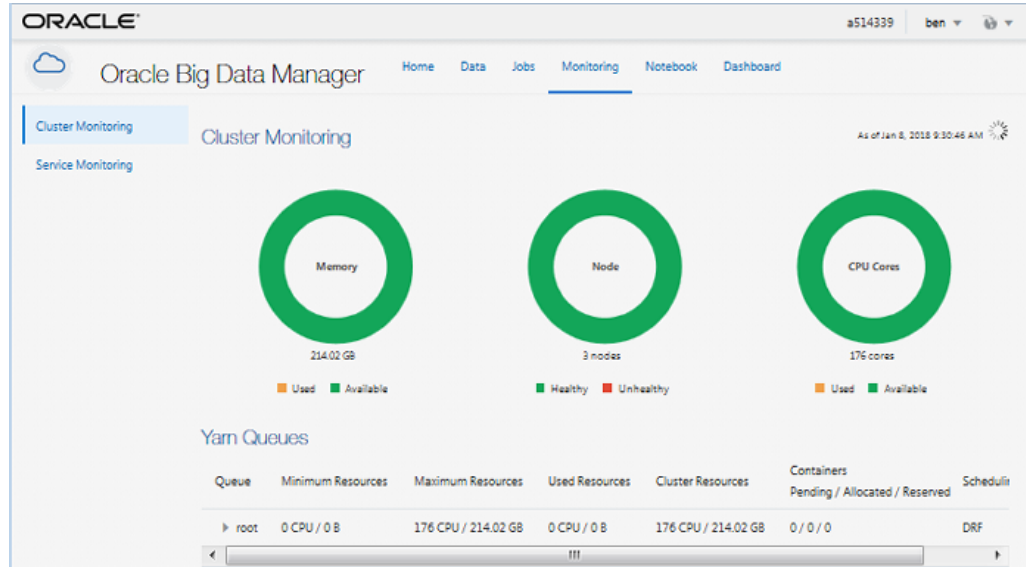 ORACLE®
a514339 ben
Oracle Big Data Manager
Home Data Jobs Monitoring Notebook Dashboard
Cluster Monitoring
Service Monitoring
Cluster Monitoring
As of Jan 8, 2018 9:30:46 AM
Memory
Node
CPU Cores
214.02 GB
3 nodes
176 cores
Used Available
Healthy Unhealthy
Used Available
Yarn Queues
Queue Minimum Resources Maximum Resources Used Resources Cluster Resources Containers Pending / Allocated / Reserved Schedulin
root 0 CPU / 0 B 176 CPU / 214.02 GB 0 CPU / 0 B 176 CPU / 214.02 GB 0 / 0 / 0 DRF